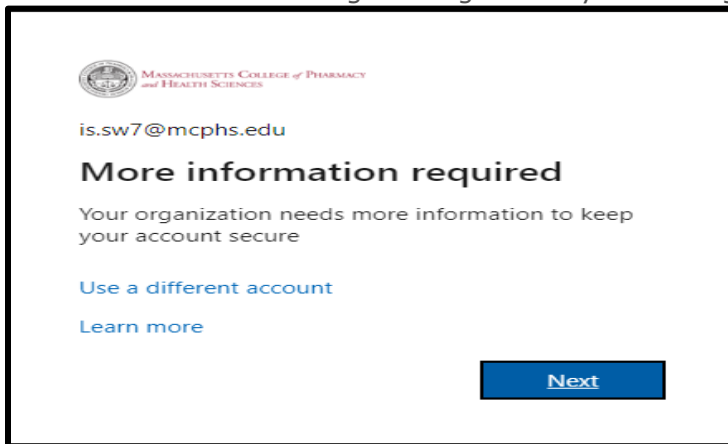 MASSACHUSETTS COLLEGE of PHARMACY
and HEALTH SCIENCES
is.sw7@mcphs.edu
More information required
Your organization needs more information to keep
your account secure
Use a different account
Learn more
Next